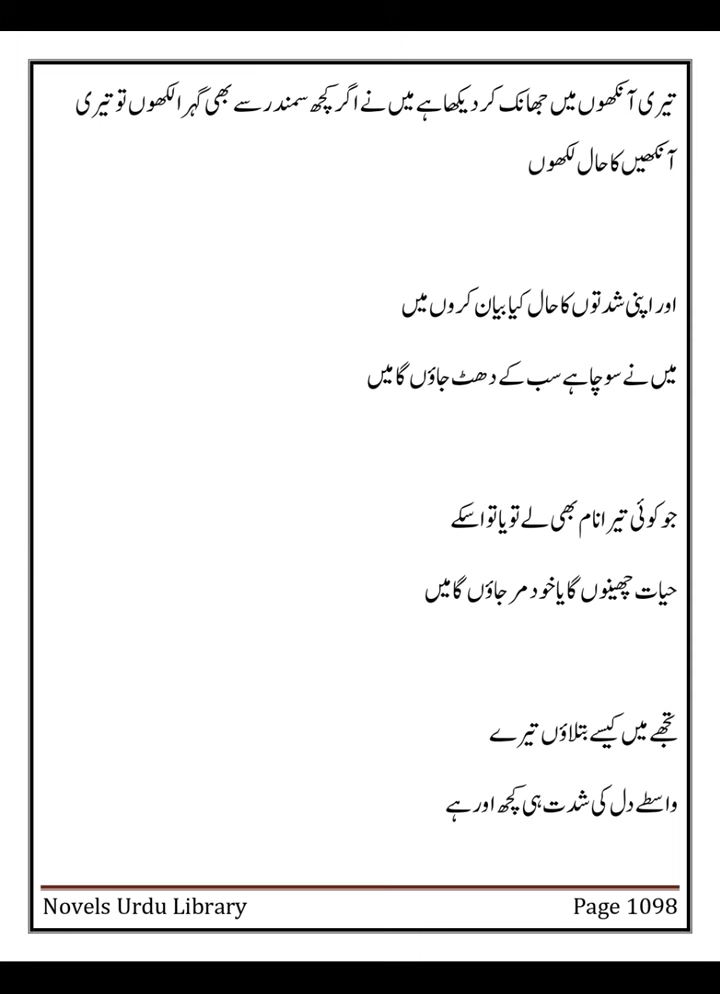 تیری آنکھوں میں جھانک کر دیکھا ہے میں نے اگر کچھ سمندر سے بھی گہرا لکھوں تو تیری
آنکھیں کا حال لکھوں
اور اپنی شدتوں کا حال کیا بیان کروں میں
میں نے سوچا ہے سب کے دھٹ جاؤں گا میں
جو کوئی تیرا نام بھی لے تو یا تو اسکے
حیات چھینوں گا یا خود مر جاؤں گا میں
تجھے میں کیسے بتلاؤں تیرے
واسطے دل کی شدت ہی کچھ اور ہے
Novels Urdu Library
Page 1098